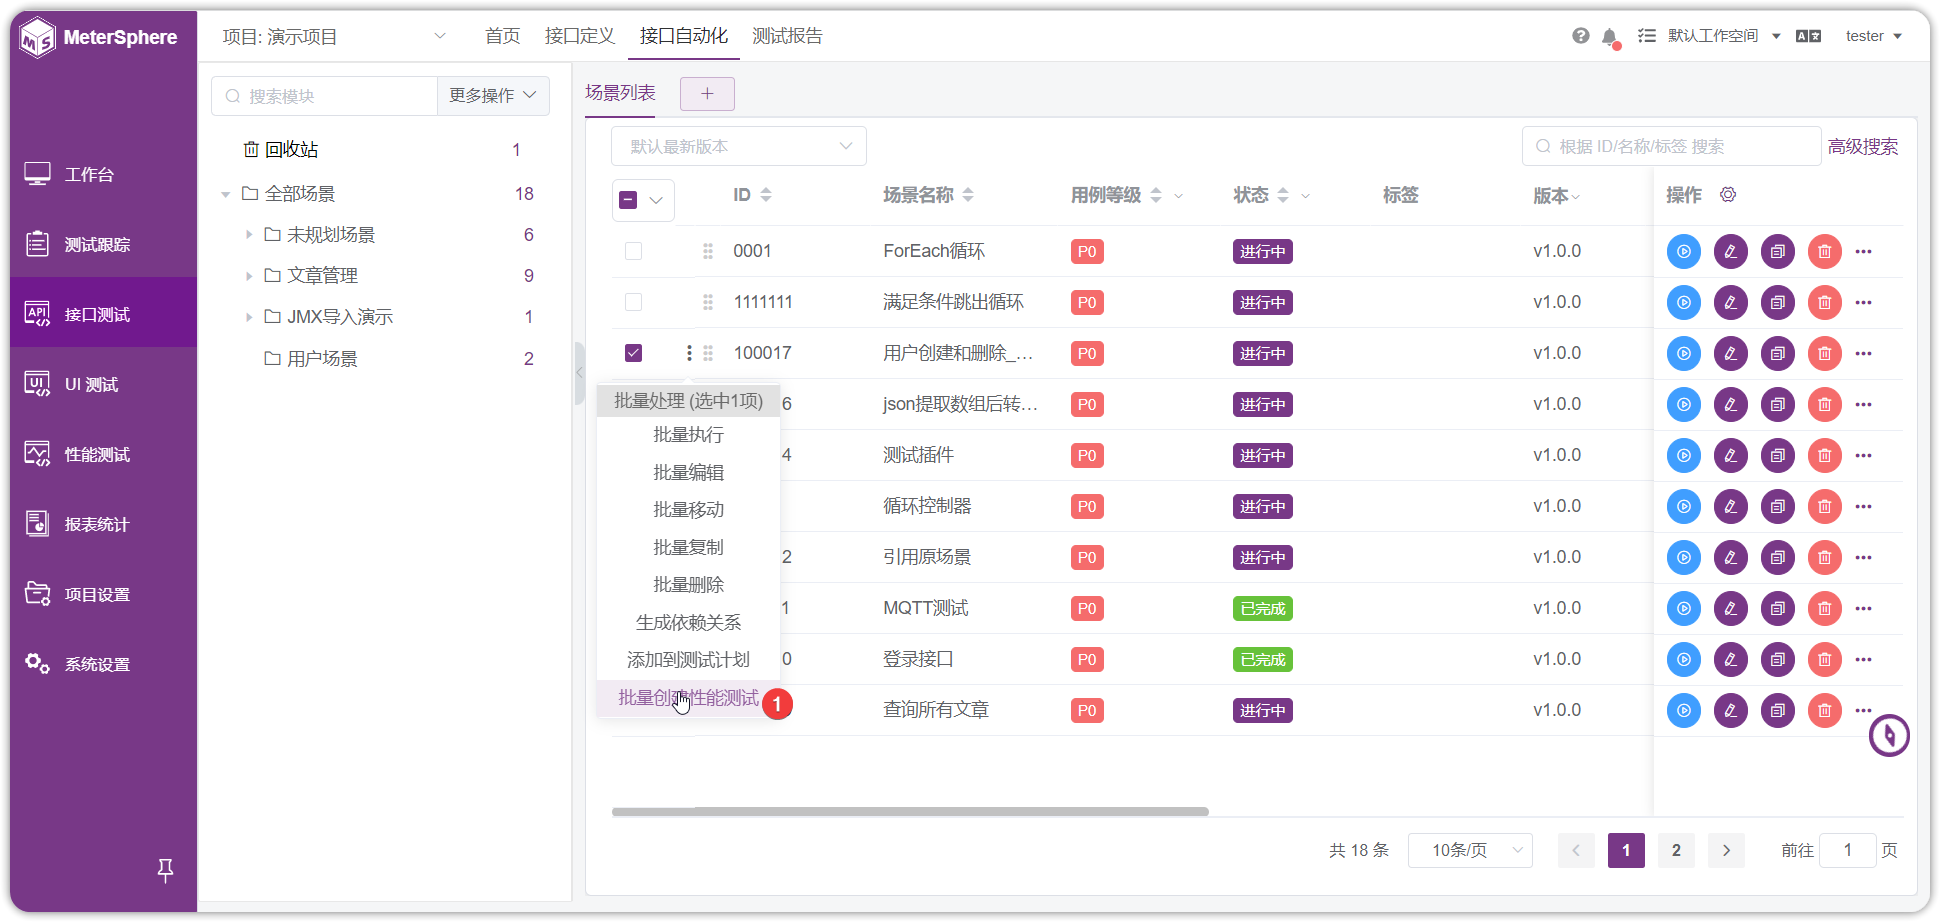 MeterSphere
项目: 演示项目
首页
接口定义
接口自动化
测试报告
默认工作空间
tester
工作台
测试跟踪
接口测试
UI 测试
性能测试
报表统计
项目设置
系统设置
搜索模块
更多操作
回收站 1
全部场景 18
未规划场景 6
文章管理 9
JMX导入演示 1
用户场景 2
场景列表
+
默认最新版本
根据 ID/名称/标签 搜索
高级搜索
ID 场景名称 用例等级 状态 标签 版本 操作
0001 ForEach循环 P0 进行中 v1.0.0
1111111 满足条件跳出循环 P0 进行中 v1.0.0
100017 用户创建和删除_... P0 进行中 v1.0.0
6 json提取数组后转... P0 进行中 v1.0.0
4 测试插件 P0 进行中 v1.0.0
循环控制器 P0 进行中 v1.0.0
2 引用原场景 P0 进行中 v1.0.0
1 MQTT测试 P0 已完成 v1.0.0
0 登录接口 P0 已完成 v1.0.0
查询所有文章 P0 进行中 v1.0.0
批量处理 (选中1项)
批量执行
批量编辑
批量移动
批量复制
批量删除
生成依赖关系
添加到测试计划
批量创建性能测试
1
共 18 条
10条/页
1
2
前往 1 页